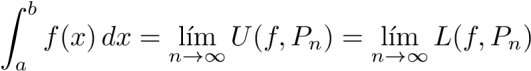 ∫_a^b f(x) dx = lím_{n→∞} U(f, P_n) = lím_{n→∞} L(f, P_n)